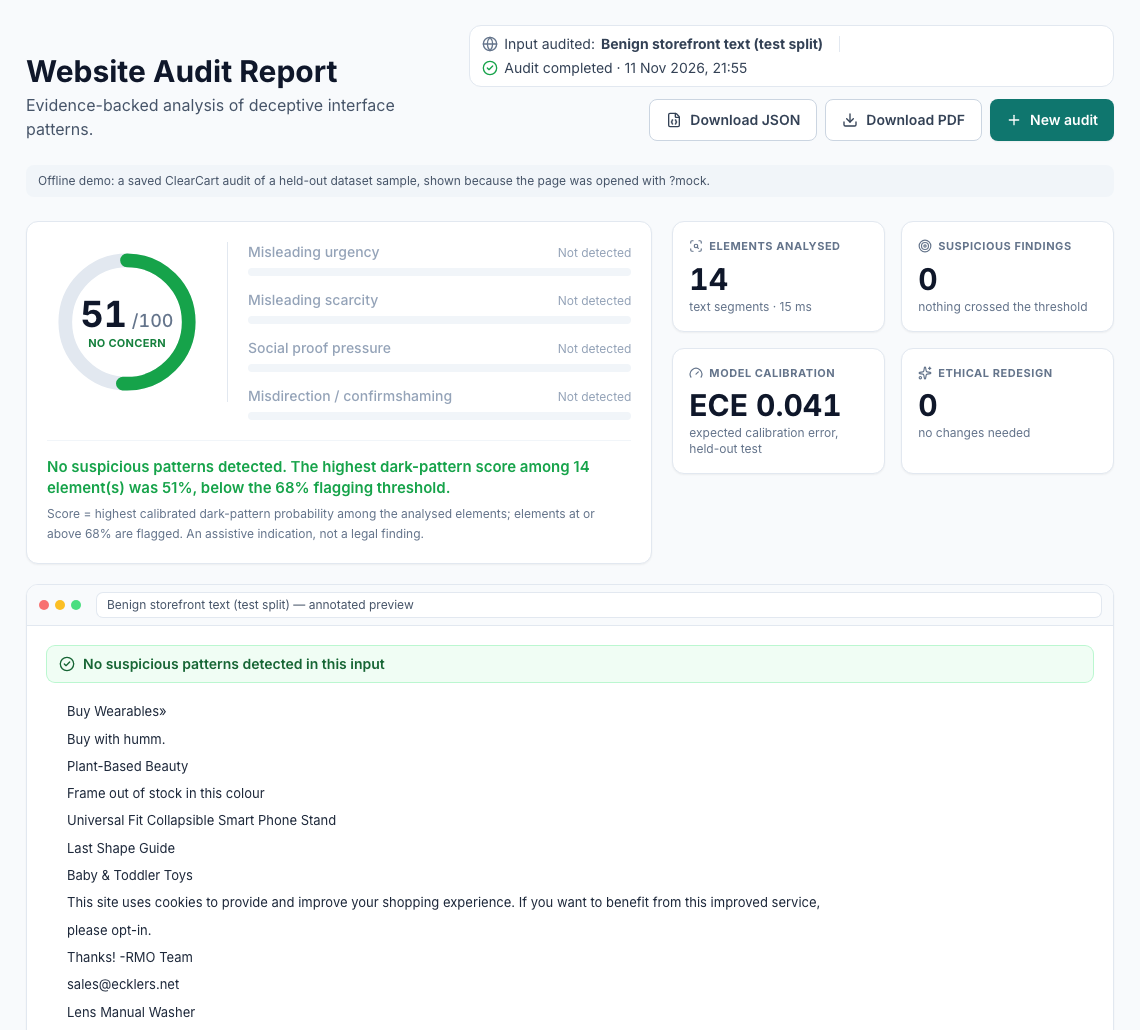 Website Audit Report
Evidence-backed analysis of deceptive interface
patterns.
Input audited: Benign storefront text (test split)
Audit completed · 11 Nov 2026, 21:55
Download JSON
Download PDF
New audit
Offline demo: a saved ClearCart audit of a held-out dataset sample, shown because the page was opened with ?mock.
51 /100
NO CONCERN
Misleading urgency Not detected
Misleading scarcity Not detected
Social proof pressure Not detected
Misdirection / confirmshaming Not detected
No suspicious patterns detected. The highest dark-pattern score among 14
element(s) was 51%, below the 68% flagging threshold.
Score = highest calibrated dark-pattern probability among the analysed elements; elements at or
above 68% are flagged. An assistive indication, not a legal finding.
ELEMENTS ANALYSED
14
text segments · 15 ms
SUSPICIOUS FINDINGS
0
nothing crossed the threshold
MODEL CALIBRATION
ECE 0.041
expected calibration error,
held-out test
ETHICAL REDESIGN
0
no changes needed
Benign storefront text (test split) — annotated preview
No suspicious patterns detected in this input
Buy Wearables»
Buy with humm.
Plant-Based Beauty
Frame out of stock in this colour
Universal Fit Collapsible Smart Phone Stand
Last Shape Guide
Baby & Toddler Toys
This site uses cookies to provide and improve your shopping experience. If you want to benefit from this improved service,
please opt-in.
Thanks! -RMO Team
sales@ecklers.net
Lens Manual Washer